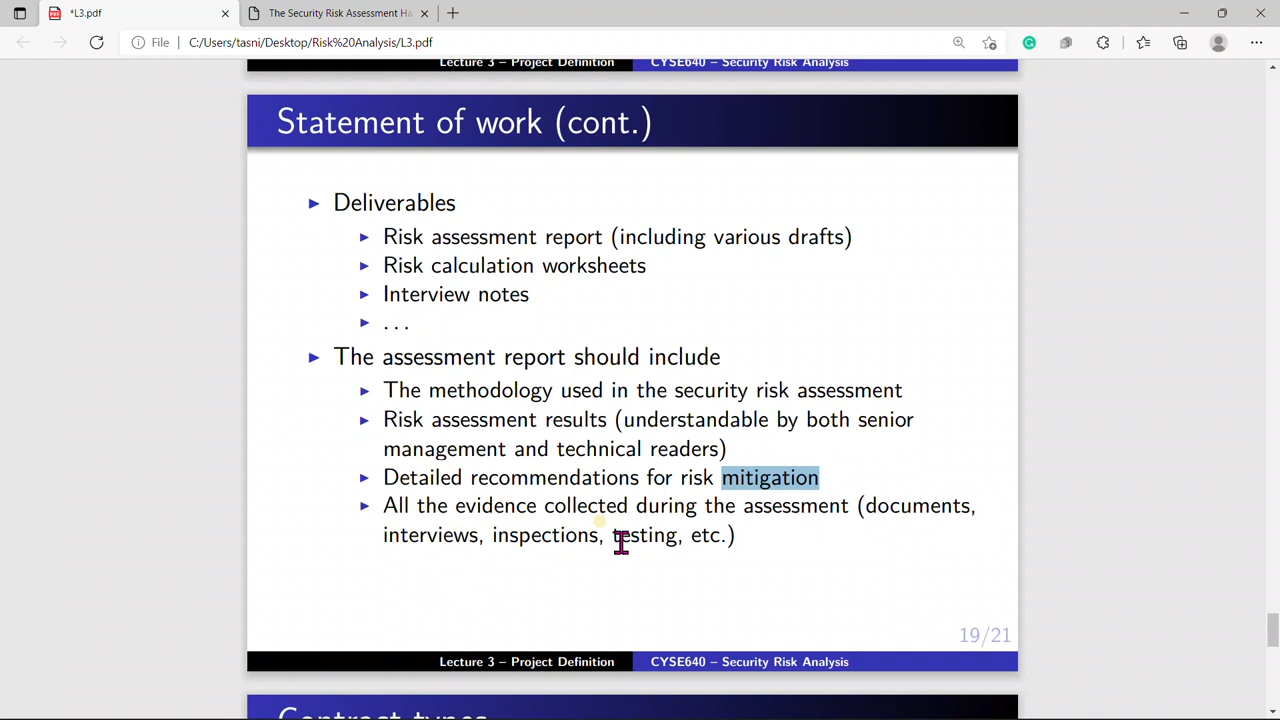 *L3.pdf
The Security Risk Assessment Ha
File
C:/Users/tasni/Desktop/Risk%20Analysis/L3.pdf
Lecture 3 – Project Definition
CYSE640 – Security Risk Analysis
Statement of work (cont.)
Deliverables
Risk assessment report (including various drafts)
Risk calculation worksheets
Interview notes
...
The assessment report should include
The methodology used in the security risk assessment
Risk assessment results (understandable by both senior
management and technical readers)
Detailed recommendations for risk mitigation
All the evidence collected during the assessment (documents,
interviews, inspections, testing, etc.)
19/21
Lecture 3 – Project Definition
CYSE640 – Security Risk Analysis
Contract types